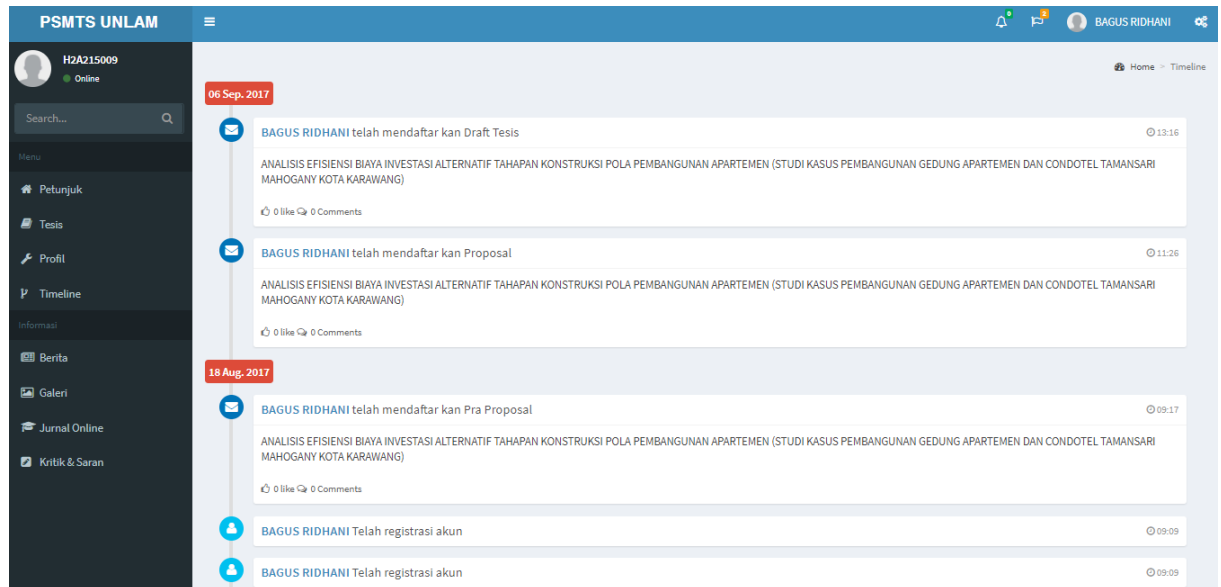 PSMTS UNLAM
0
2
BAGUS RIDHANI
H2A215009
Online
Search...
Menu
Petunjuk
Tesis
Profil
Timeline
Informasi
Berita
Galeri
Jurnal Online
Kritik & Saran
Home > Timeline
06 Sep. 2017
BAGUS RIDHANI telah mendaftar kan Draft Tesis 13:16
ANALISIS EFISIENSI BIAYA INVESTASI ALTERNATIF TAHAPAN KONSTRUKSI POLA PEMBANGUNAN APARTEMEN (STUDI KASUS PEMBANGUNAN GEDUNG APARTEMEN DAN CONDOTEL TAMANSARI
MAHOGANY KOTA KARAWANG)
0 like 0 Comments
BAGUS RIDHANI telah mendaftar kan Proposal 11:26
ANALISIS EFISIENSI BIAYA INVESTASI ALTERNATIF TAHAPAN KONSTRUKSI POLA PEMBANGUNAN APARTEMEN (STUDI KASUS PEMBANGUNAN GEDUNG APARTEMEN DAN CONDOTEL TAMANSARI
MAHOGANY KOTA KARAWANG)
0 like 0 Comments
18 Aug. 2017
BAGUS RIDHANI telah mendaftar kan Pra Proposal 09:17
ANALISIS EFISIENSI BIAYA INVESTASI ALTERNATIF TAHAPAN KONSTRUKSI POLA PEMBANGUNAN APARTEMEN (STUDI KASUS PEMBANGUNAN GEDUNG APARTEMEN DAN CONDOTEL TAMANSARI
MAHOGANY KOTA KARAWANG)
0 like 0 Comments
BAGUS RIDHANI Telah registrasi akun 09:09
BAGUS RIDHANI Telah registrasi akun 09:09